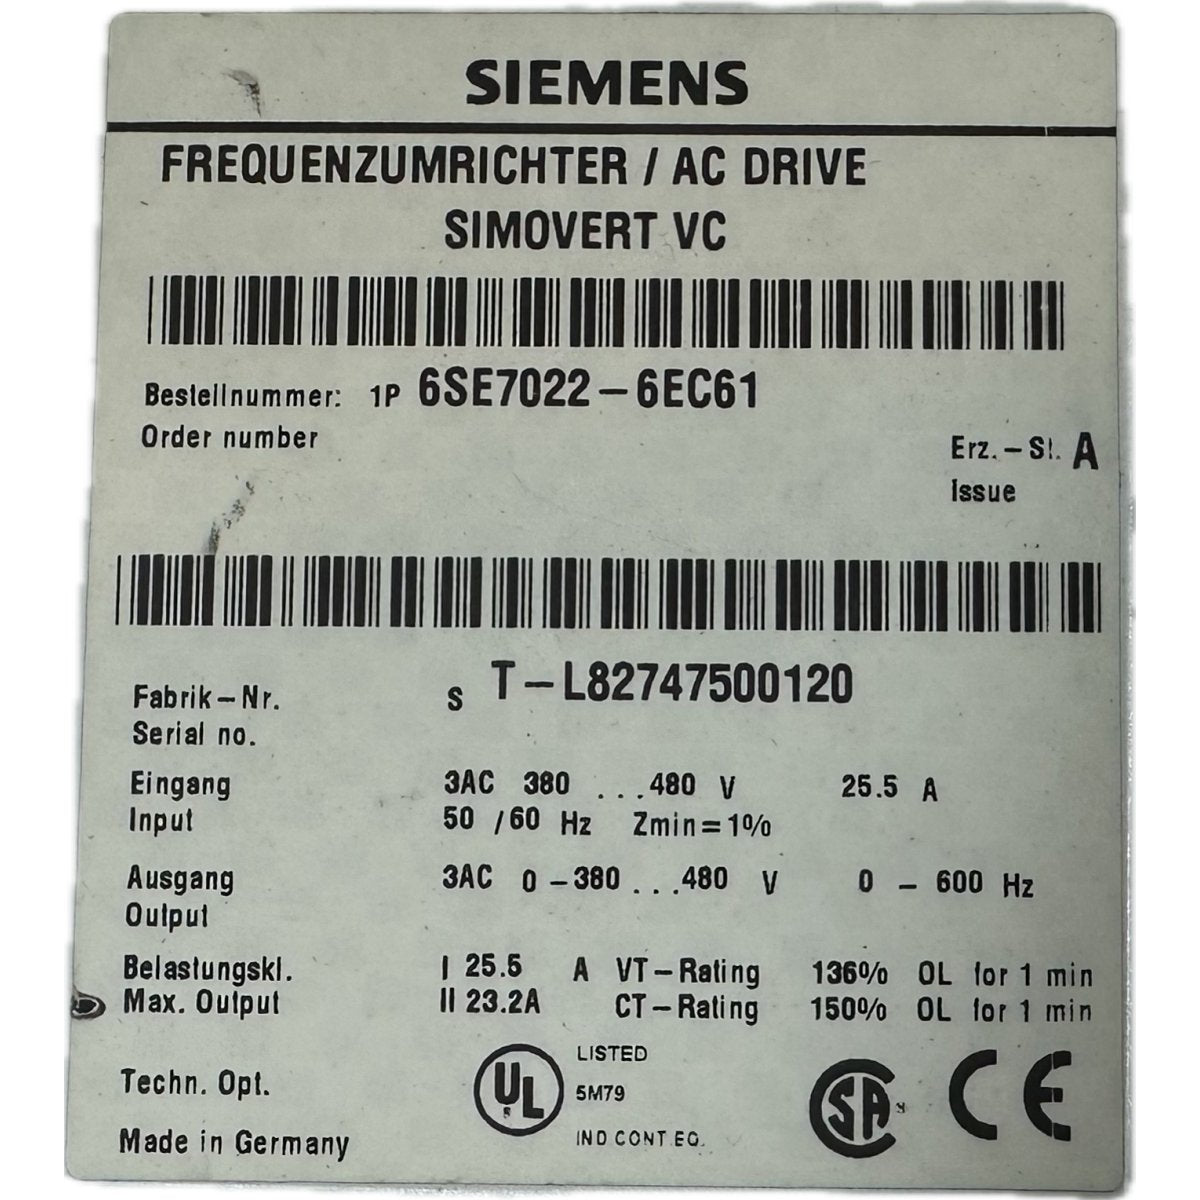 SIEMENS
FREQUENZUMRICHTER / AC DRIVE
SIMOVERT VC
Bestellnummer: 1P 6SE7022-6EC61
Order number
Erz.-St. A
Issue
Fabrik-Nr. S T-L82747500120
Serial no.
Eingang 3AC 380 ...480 V 25.5 A
Input 50 /60 Hz Zmin=1%
Ausgang 3AC 0-380...480 V 0 - 600 Hz
Output
Belastungskl. I 25.5 A VT-Rating 136% OL for 1 min
Max. Output II 23.2A CT-Rating 150% OL for 1 min
Techn. Opt.
UL LISTED
5M79
IND CONT.EQ.
SA CE
Made in Germany